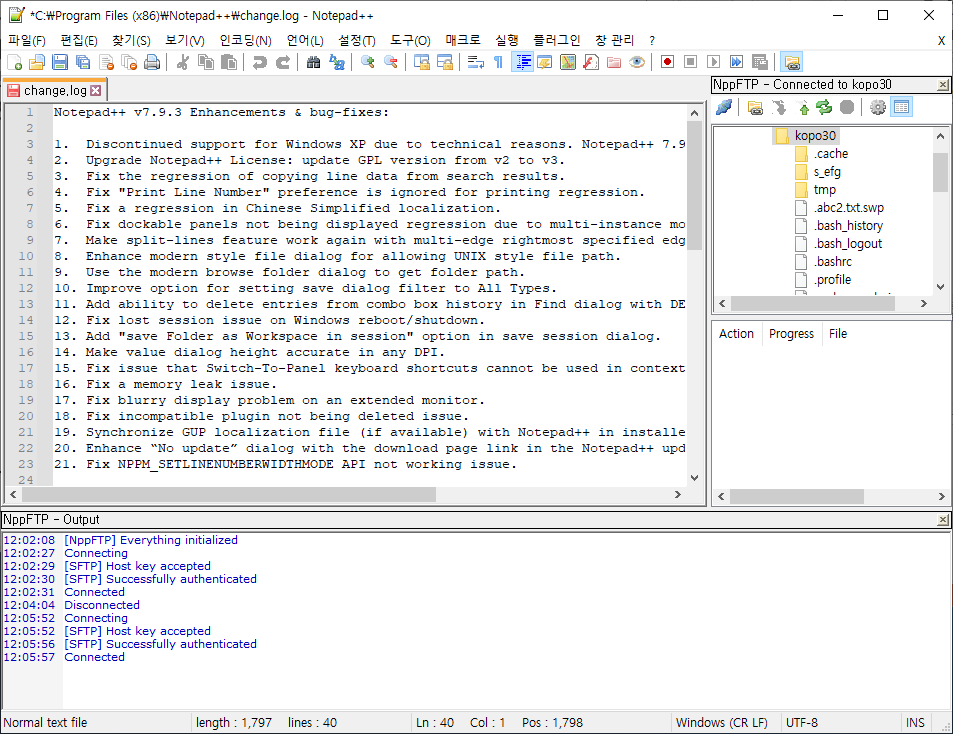 *C:₩Program Files (x86)₩Notepad++₩change.log - Notepad++
파일(F) 편집(E) 찾기(S) 보기(V) 인코딩(N) 언어(L) 설정(T) 도구(O) 매크로 실행 플러그인 창 관리 ? X
change.log
1 Notepad++ v7.9.3 Enhancements & bug-fixes:
2
3 1. Discontinued support for Windows XP due to technical reasons. Notepad++ 7.9
4 2. Upgrade Notepad++ License: update GPL version from v2 to v3.
5 3. Fix the regression of copying line data from search results.
6 4. Fix "Print Line Number" preference is ignored for printing regression.
7 5. Fix a regression in Chinese Simplified localization.
8 6. Fix dockable panels not being displayed regression due to multi-instance mo
9 7. Make split-lines feature work again with multi-edge rightmost specified edg
10 8. Enhance modern style file dialog for allowing UNIX style file path.
11 9. Use the modern browse folder dialog to get folder path.
12 10. Improve option for setting save dialog filter to All Types.
13 11. Add ability to delete entries from combo box history in Find dialog with DE
14 12. Fix lost session issue on Windows reboot/shutdown.
15 13. Add "save Folder as Workspace in session" option in save session dialog.
16 14. Make value dialog height accurate in any DPI.
17 15. Fix issue that Switch-To-Panel keyboard shortcuts cannot be used in context
18 16. Fix a memory leak issue.
19 17. Fix blurry display problem on an extended monitor.
20 18. Fix incompatible plugin not being deleted issue.
21 19. Synchronize GUP localization file (if available) with Notepad++ in installe
22 20. Enhance “No update” dialog with the download page link in the Notepad++ upd
23 21. Fix NPPM_SETLINENUMBERWIDTHMODE API not working issue.
24
NppFTP - Connected to kopo30
kopo30
.cache
s_efg
tmp
.abc2.txt.swp
.bash_history
.bash_logout
.bashrc
.profile
Action Progress File
NppFTP - Output
12:02:08 [NppFTP] Everything initialized
12:02:27 Connecting
12:02:29 [SFTP] Host key accepted
12:02:30 [SFTP] Successfully authenticated
12:02:31 Connected
12:04:04 Disconnected
12:05:52 Connecting
12:05:52 [SFTP] Host key accepted
12:05:56 [SFTP] Successfully authenticated
12:05:57 Connected
Normal text file length : 1,797 lines : 40 Ln : 40 Col : 1 Pos : 1,798 Windows (CR LF) UTF-8 INS